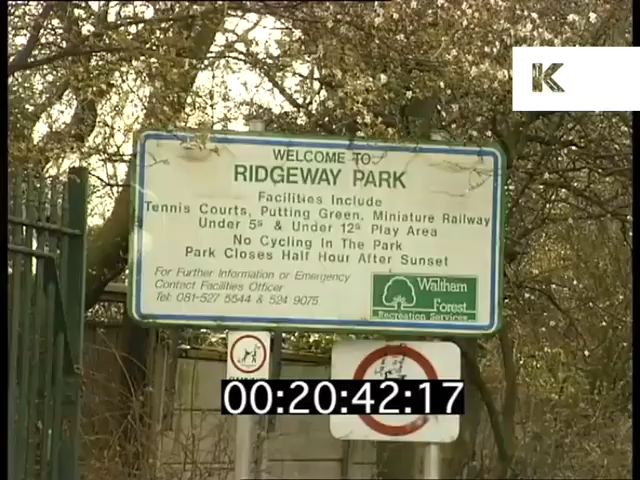 K
WELCOME TO
RIDGEWAY PARK
Facilities Include
Tennis Courts, Putting Green, Miniature Railway
Under 5s & Under 12s Play Area
No Cycling In The Park
Park Closes Half Hour After Sunset
For Further Information or Emergency
Contact Facilities Officer
Tel: 081-527 5544 & 524 9075
Waltham
Forest
Recreation Services
00:20:42:17